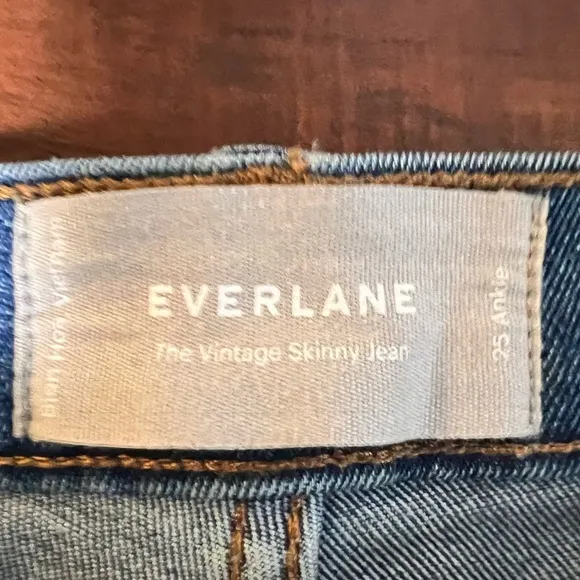 Bien Hoa, Vietnam
EVERLANE
The Vintage Skinny Jean
25 Ankle